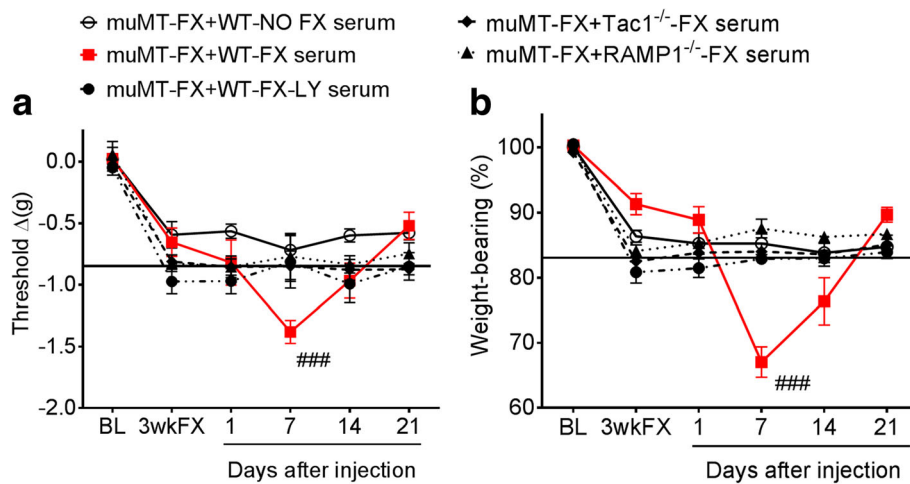 muMT-FX+WT-NO FX serum
muMT-FX+WT-FX serum
muMT-FX+WT-FX-LY serum
muMT-FX+Tac1-/--FX serum
muMT-FX+RAMP1-/--FX serum
a
Threshold Δ(g)
0.0
-0.5
-1.0
-1.5
-2.0
###
BL 3wkFX 1 7 14 21
Days after injection
b
Weight-bearing (%)
100
90
80
70
60
###
BL 3wkFX 1 7 14 21
Days after injection